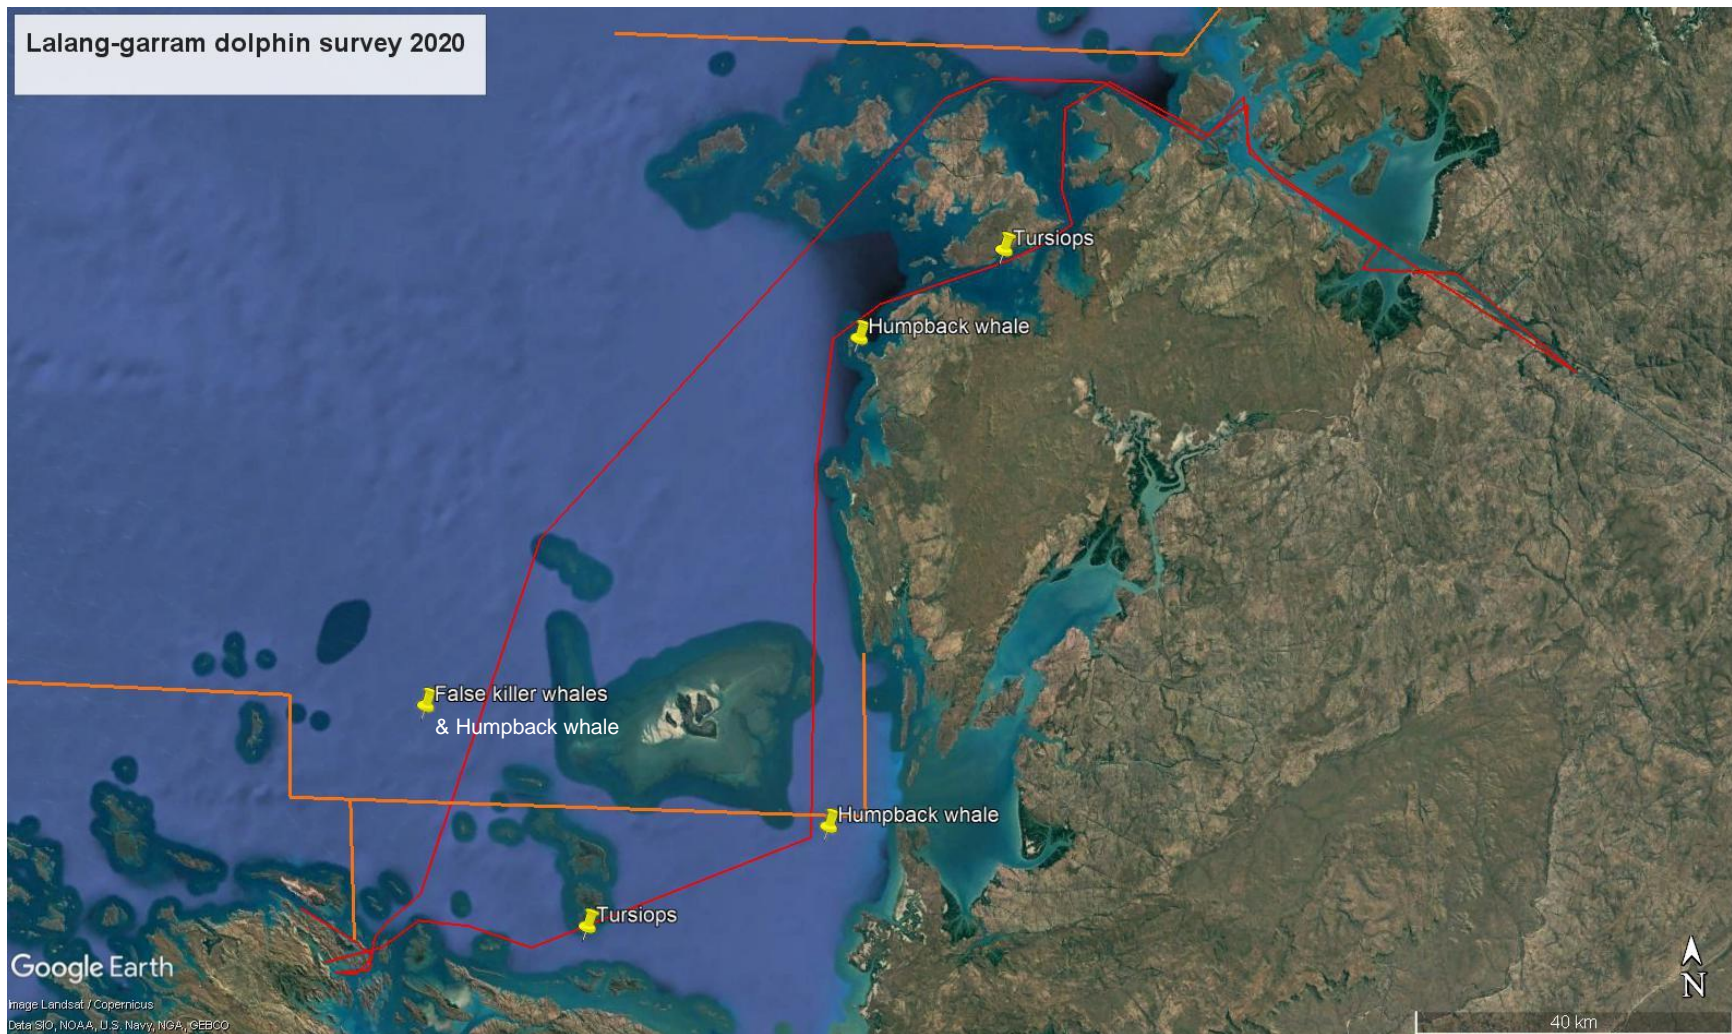 Lalang-garram dolphin survey 2020
Tursiops
Humpback whale
False killer whales
& Humpback whale
Humpback whale
Tursiops
Google Earth
Image Landsat / Copernicus
Data SIO, NOAA, U.S. Navy, NGA, GEBCO
N
40 km